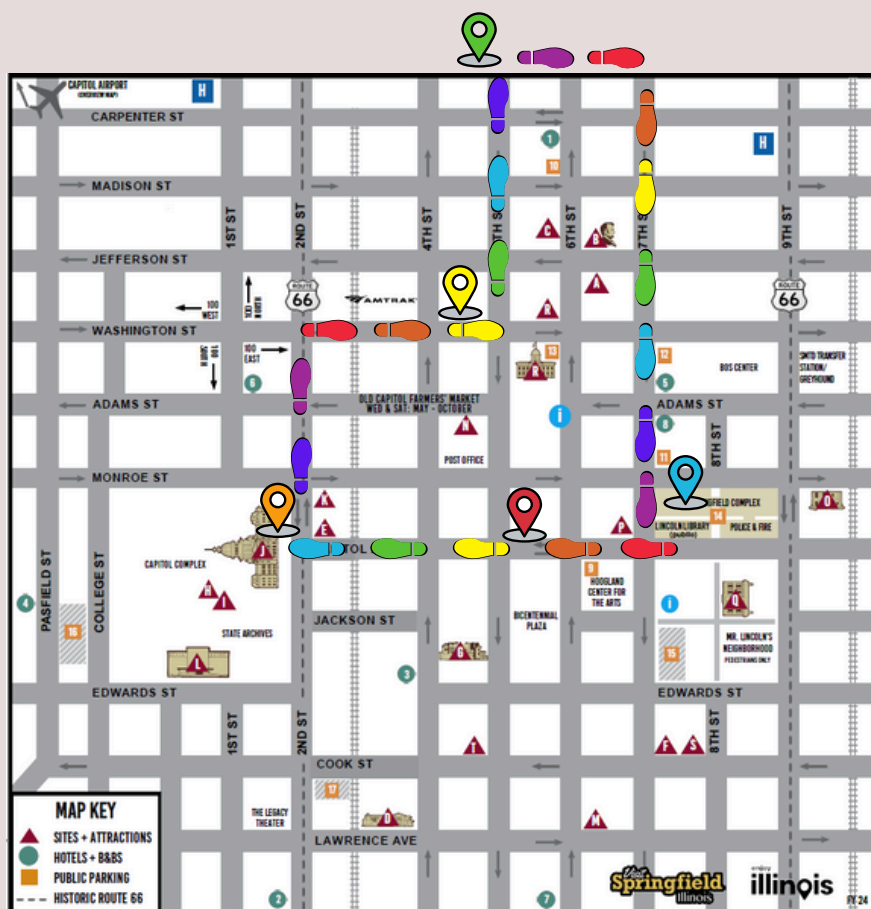 CAPITOL AIRPORT
(OVERVIEW MAP)
H
CARPENTER ST
1
H
10
MADISON ST
1ST ST
2ND ST
4TH ST
TH ST
6TH ST
7TH ST
9TH ST
C
B
JEFFERSON ST
A
ROUTE
66
ROUTE
66
AMTRAK
100
WEST
100
NORTH
R
WASHINGTON ST
100
SOUTH
100
EAST
13
R
12
BOS CENTER
SMTD TRANSFER
STATION/
GREYHOUND
6
5
OLD CAPITOL FARMERS' MARKET
WED & SAT: MAY - OCTOBER
ADAMS ST
ADAMS ST
i
N
8
8TH ST
POST OFFICE
11
MONROE ST
K
E
GFIELD COMPLEX
14
O
P
LINCOLN LIBRARY
(public)
POLICE & FIRE
J
TOL
CAPITOL COMPLEX
PASFIELD ST
COLLEGE ST
9
HOOGLAND
CENTER FOR
THE ARTS
H
I
4
i
Q
BICENTENNIAL
PLAZA
JACKSON ST
16
STATE ARCHIVES
MR. LINCOLN'S
NEIGHBORHOOD
PEDESTRIANS ONLY
15
G
L
3
EDWARDS ST
EDWARDS ST
1ST ST
2ND ST
8TH ST
T
F
S
COOK ST
17
THE LEGACY
THEATER
D
M
LAWRENCE AVE
MAP KEY
SITES + ATTRACTIONS
HOTELS + B&BS
PUBLIC PARKING
HISTORIC ROUTE 66
2
7
Visit
Springfield
Illinois
enjoy
illinois
FY 24